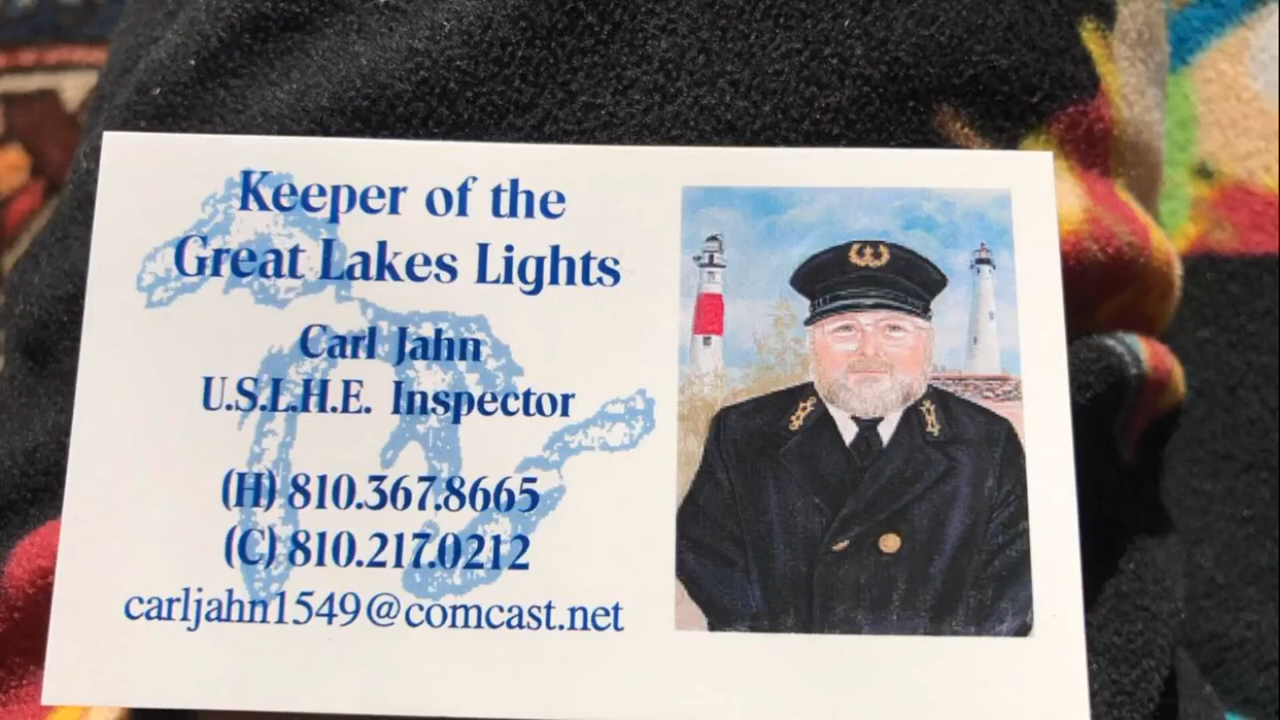 Keeper of the
Great Lakes Lights
Carl Jahn
U.S.L.H.E. Inspector
(H) 810.367.8665
(C) 810.217.0212
carljahn1549@comcast.net